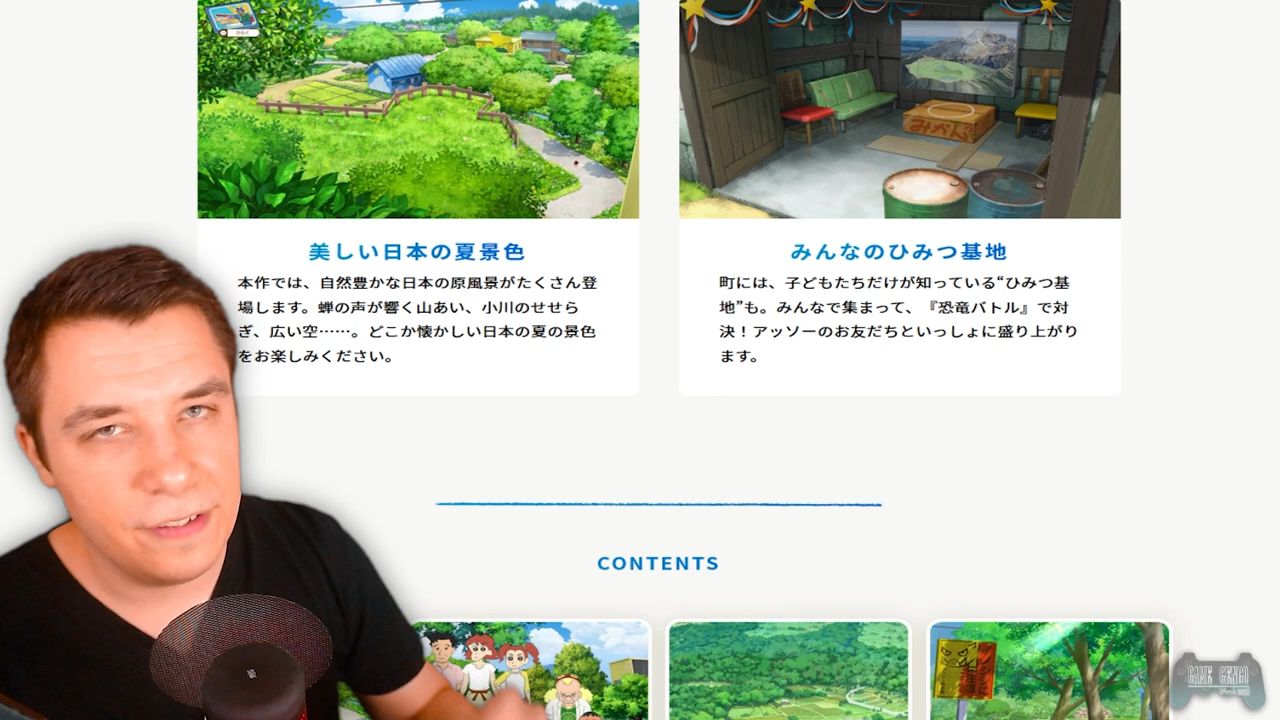 美しい日本の夏景色
本作では、自然豊かな日本の原風景がたくさん登
場します。蝉の声が響く山あい、小川のせせら
ぎ、広い空……。どこか懐かしい日本の夏の景色
をお楽しみください。
みかん
みんなのひみつ基地
町には、子どもたちだけが知っている“ひみつ基
地”も。みんなで集まって、『恐竜バトル』で対
決！アッソーのお友だちといっしょに盛り上がり
ます。
CONTENTS
GAME GENGO